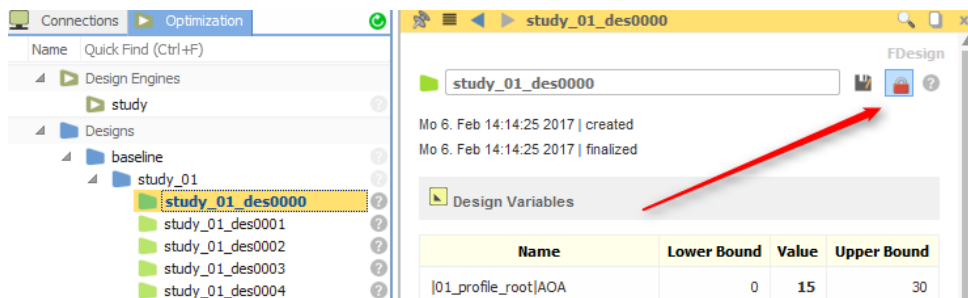 Connections Optimization
Name Quick Find (Ctrl+F)
Design Engines
study
Designs
baseline
study_01
study_01_des0000
study_01_des0001
study_01_des0002
study_01_des0003
study_01_des0004
study_01_des0000
FDesign
study_01_des0000
Mo 6. Feb 14:14:25 2017 | created
Mo 6. Feb 14:14:25 2017 | finalized
Design Variables
Name Lower Bound Value Upper Bound
|01_profile_root|AOA 0 15 30